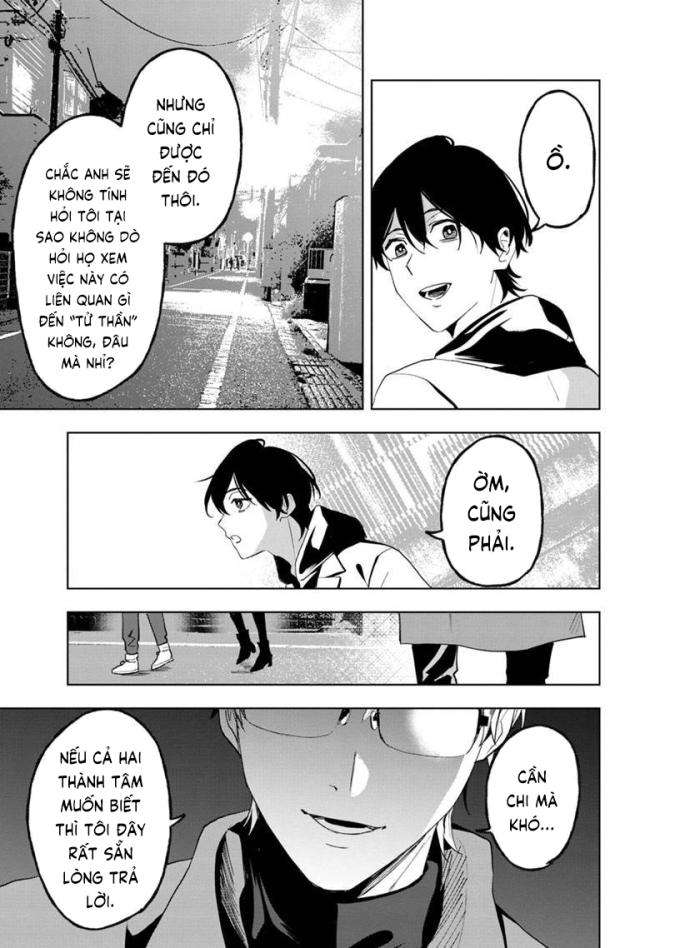 Ồ.
NHƯNG
CŨNG CHỈ
ĐƯỢC
ĐẾN ĐÓ
THÔI.
CHẮC ANH SẼ
KHÔNG TÍNH
HỎI TÔI TẠI
SAO KHÔNG DÒ
HỎI HỌ XEM
VIỆC NÀY CÓ
LIÊN QUAN GÌ
ĐẾN “TỬ THẦN”
KHÔNG, ĐÂU
MÀ NHỈ?
ỜM,
CŨNG
PHẢI.
CẦN
CHI MÀ
KHÓ...
NẾU CẢ HAI
THÀNH TÂM
MUỐN BIẾT
THÌ TÔI ĐÂY
RẤT SẴN
LÒNG TRẢ
LỜI.